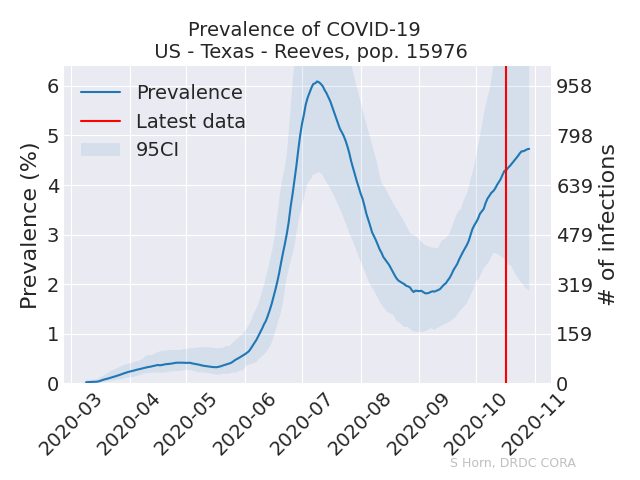 Prevalence of COVID-19
US - Texas - Reeves, pop. 15976
Prevalence
Latest data
95CI
Prevalence (%)
6
5
4
3
2
1
0
958
798
639
479
319
159
0
# of infections
2020-03
2020-04
2020-05
2020-06
2020-07
2020-08
2020-09
2020-10
2020-11
S Horn, DRDC CORA